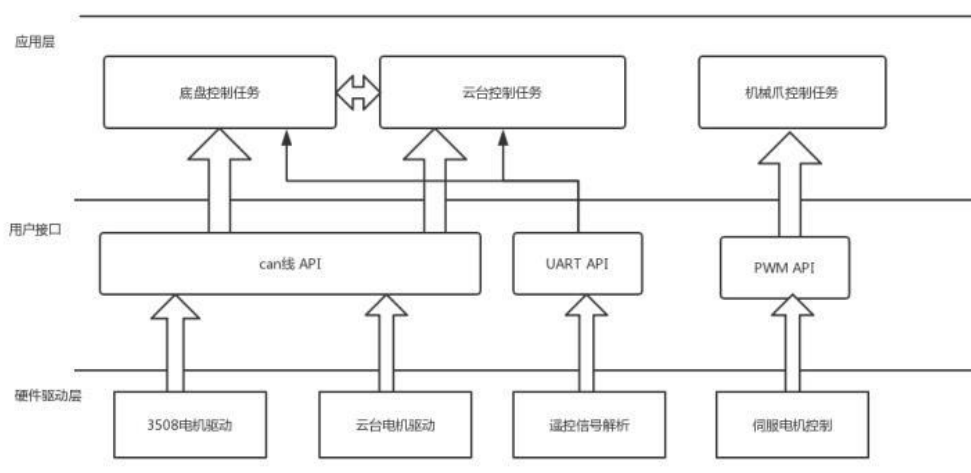 应用层
底盘控制任务
云台控制任务
机械爪控制任务
用户接口
can线 API
UART API
PWM API
硬件驱动层
3508电机驱动
云台电机驱动
遥控信号解析
伺服电机控制